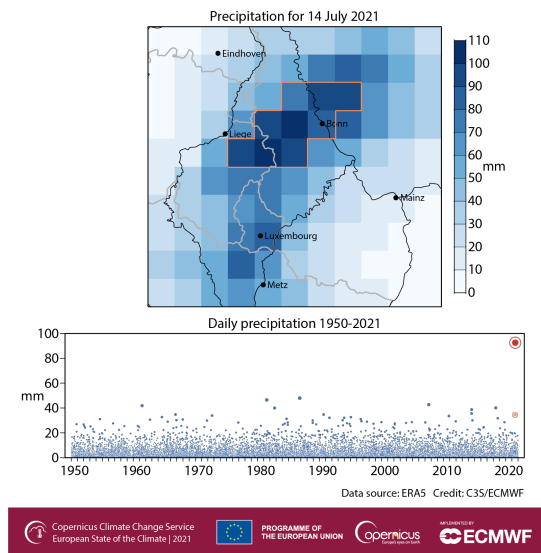 Precipitation for 14 July 2021
Eindhoven
Bonn
Liege
Mainz
Luxembourg
Metz
110
100
90
80
70
60
50
40
30
20
10
0
mm
Daily precipitation 1950-2021
100
80
60
mm
40
20
0
1950 1960 1970 1980 1990 2000 2010 2020
Data source: ERA5 Credit: C3S/ECMWF
Copernicus Climate Change Service
European State of the Climate | 2021
PROGRAMME OF
THE EUROPEAN UNION
opernicus
Europe's eyes on Earth
IMPLEMENTED BY
ECMWF